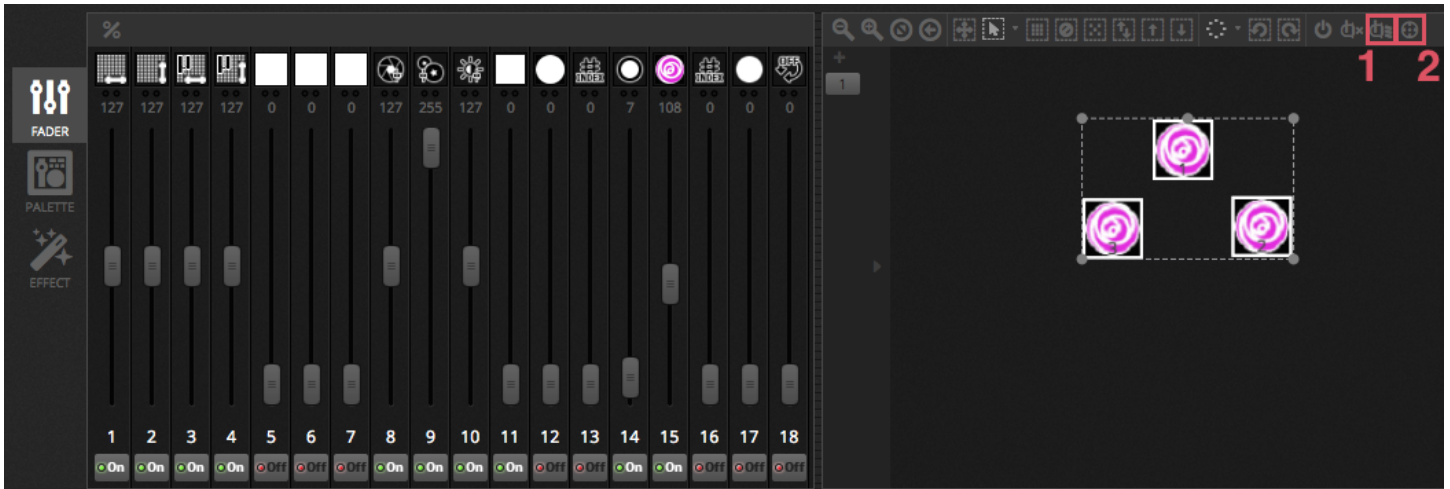 %
FADER
PALETTE
EFFECT
INDEX INDEX OFF
127 127 127 127 0 0 0 127 255 127 0 0 0 7 108 0 0 0
1 2 3 4 5 6 7 8 9 10 11 12 13 14 15 16 17 18
On On On On Off Off Off On On On On Off Off On On Off Off Off
1 2
1
1
3 2